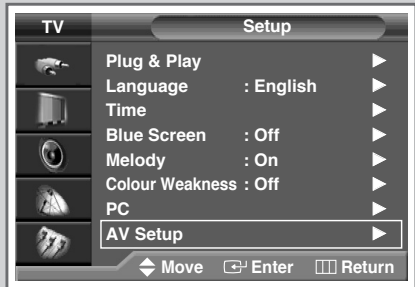 TV Setup
Plug & Play
Language : English
Time
Blue Screen : Off
Melody : On
Colour Weakness : Off
PC
AV Setup
Move Enter Return